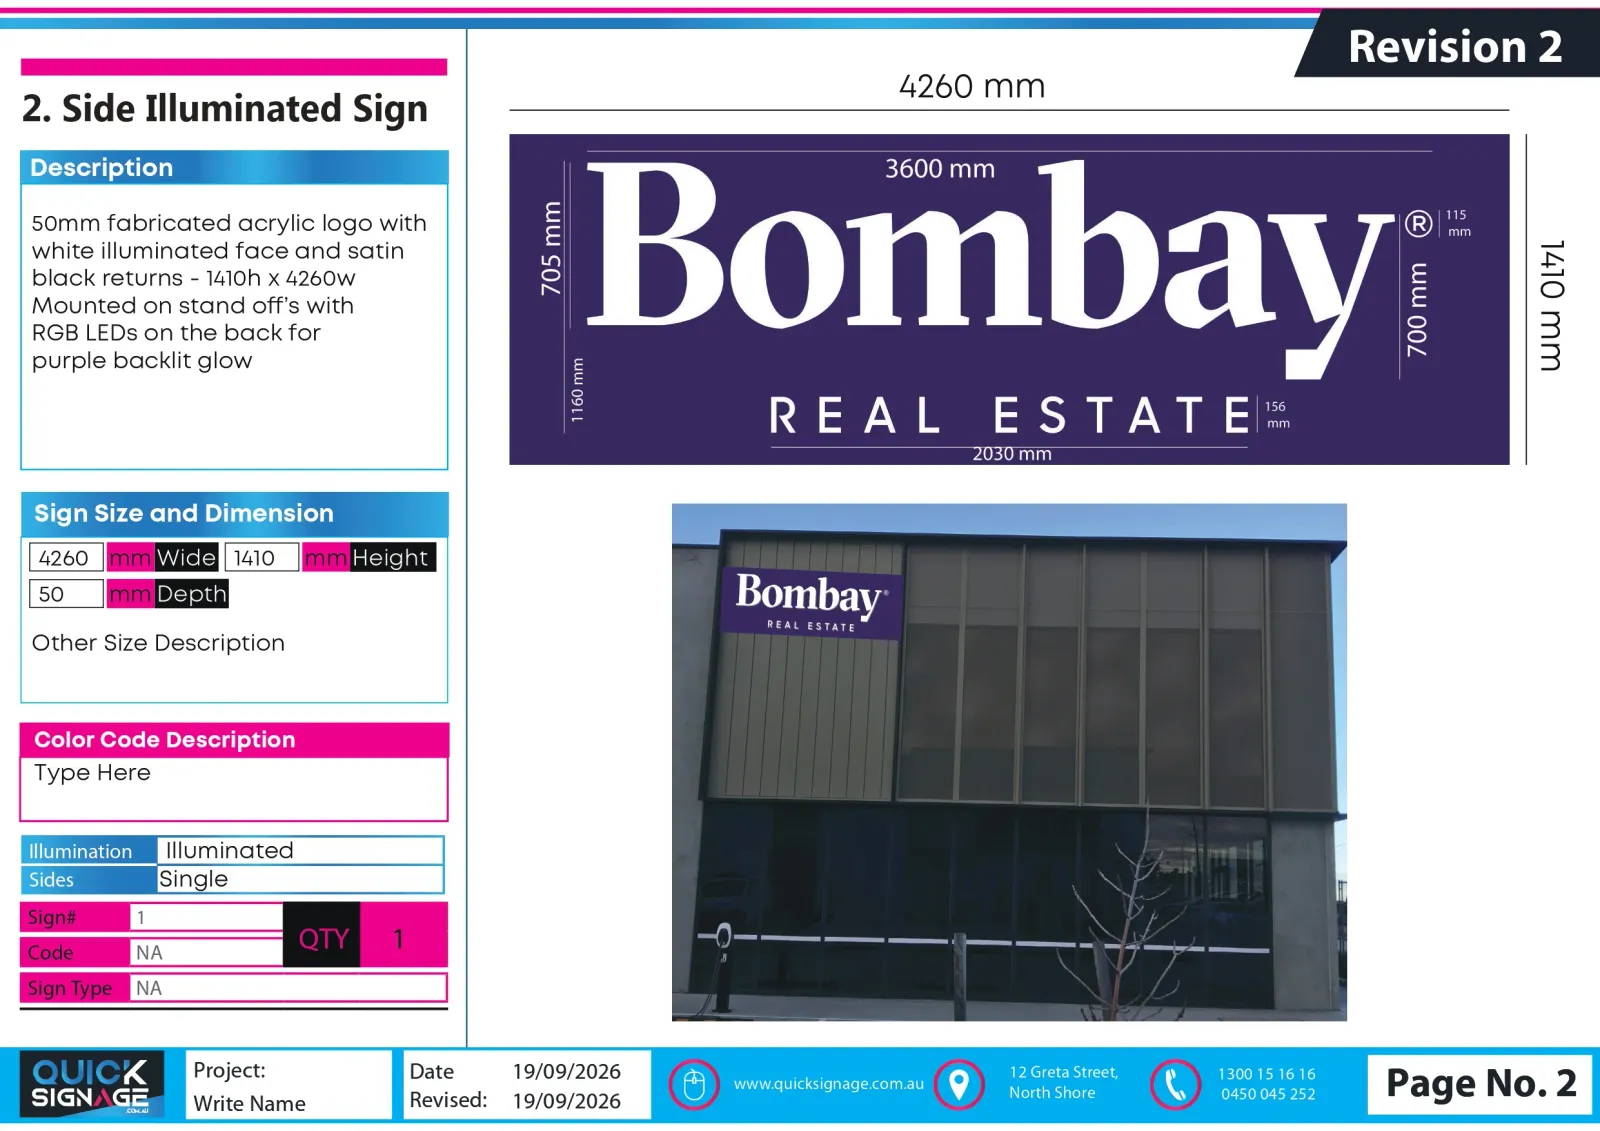 Revision 2
2. Side Illuminated Sign
Description
50mm fabricated acrylic logo with
white illuminated face and satin
black returns - 1410h x 4260w
Mounted on stand off's with
RGB LEDs on the back for
purple backlit glow
Sign Size and Dimension
4260 mm Wide 1410 mm Height
50 mm Depth
Other Size Description
Color Code Description
Type Here
Illumination Illuminated
Sides Single
Sign# 1
Code NA
QTY 1
Sign Type NA
4260 mm
3600 mm
705 mm
Bombay®
115
mm
700 mm
1410 mm
1160 mm
REAL ESTATE
156
mm
2030 mm
Bombay®
REAL ESTATE
QUICK
SIGNAGE
.COM.AU
Project:
Write Name
Date 19/09/2026
Revised: 19/09/2026
www.quicksignage.com.au
12 Greta Street,
North Shore
1300 15 16 16
0450 045 252
Page No. 2